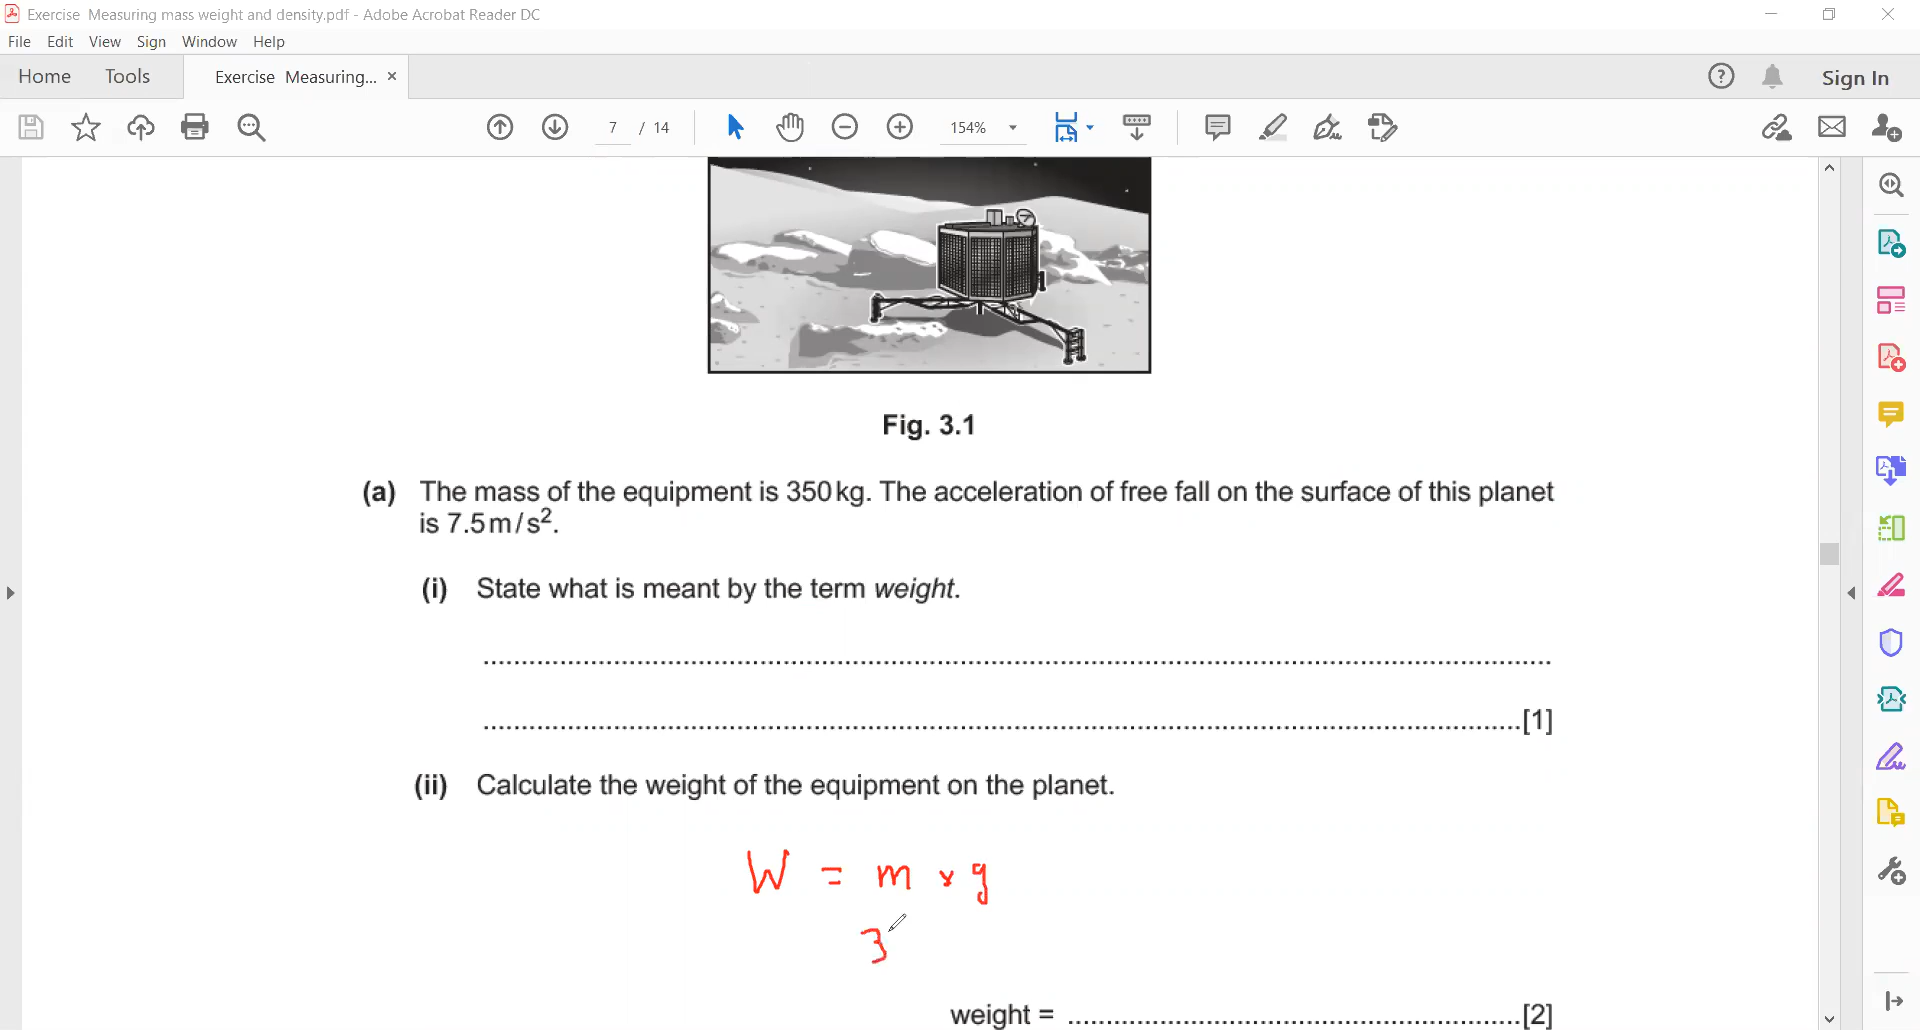 Exercise Measuring mass weight and density.pdf - Adobe Acrobat Reader DC
File Edit View Sign Window Help
Home Tools Exercise Measuring... × Sign In
7 / 14 154%
Fig. 3.1
(a) The mass of the equipment is 350 kg. The acceleration of free fall on the surface of this planet
is 7.5 m/s².
(i) State what is meant by the term weight.
..........................................................................................
..........................................................................................[1]
(ii) Calculate the weight of the equipment on the planet.
W = m × g
3
weight = ..........................................[2]